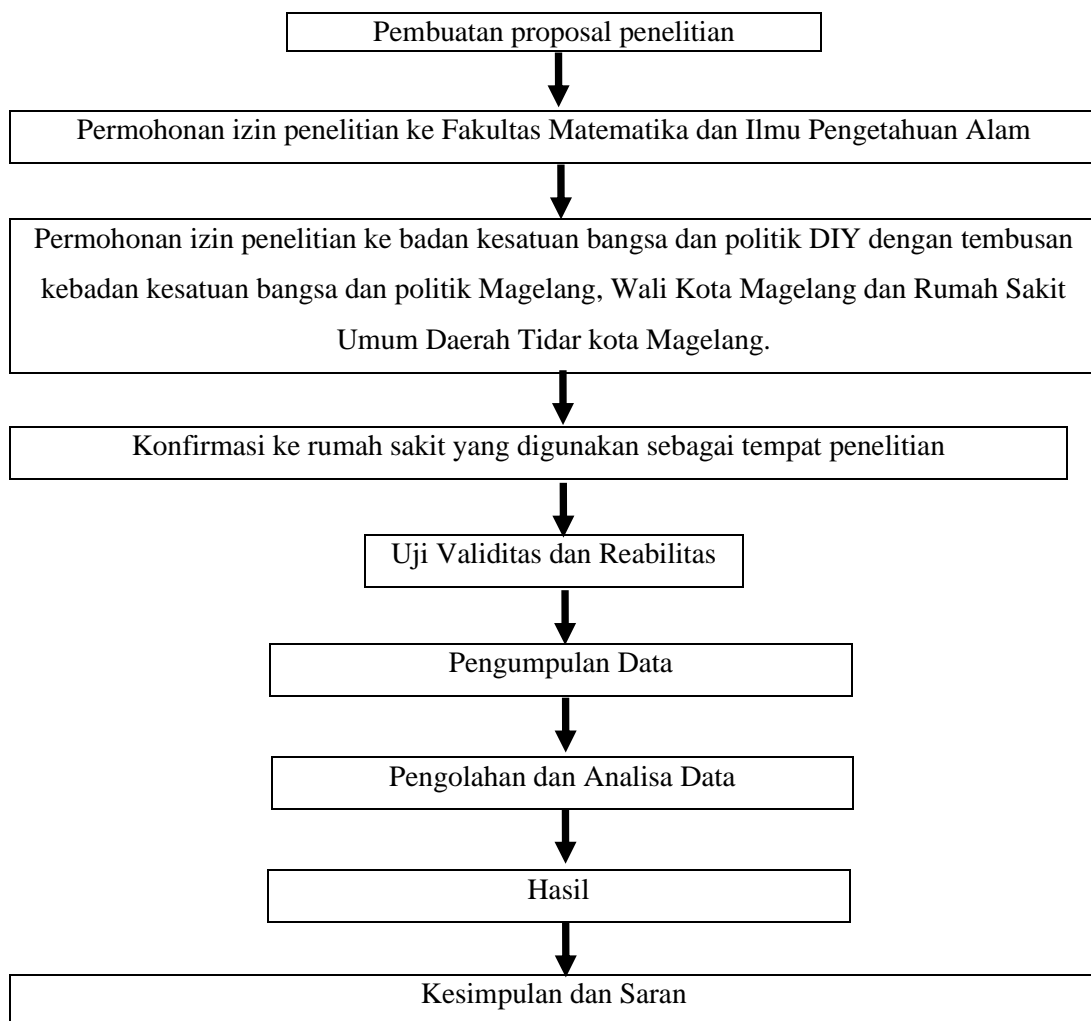 Pembuatan proposal penelitian
Permohonan izin penelitian ke Fakultas Matematika dan Ilmu Pengetahuan Alam
Permohonan izin penelitian ke badan kesatuan bangsa dan politik DIY dengan tembusan
kebadan kesatuan bangsa dan politik Magelang, Wali Kota Magelang dan Rumah Sakit
Umum Daerah Tidar kota Magelang.
Konfirmasi ke rumah sakit yang digunakan sebagai tempat penelitian
Uji Validitas dan Reabilitas
Pengumpulan Data
Pengolahan dan Analisa Data
Hasil
Kesimpulan dan Saran